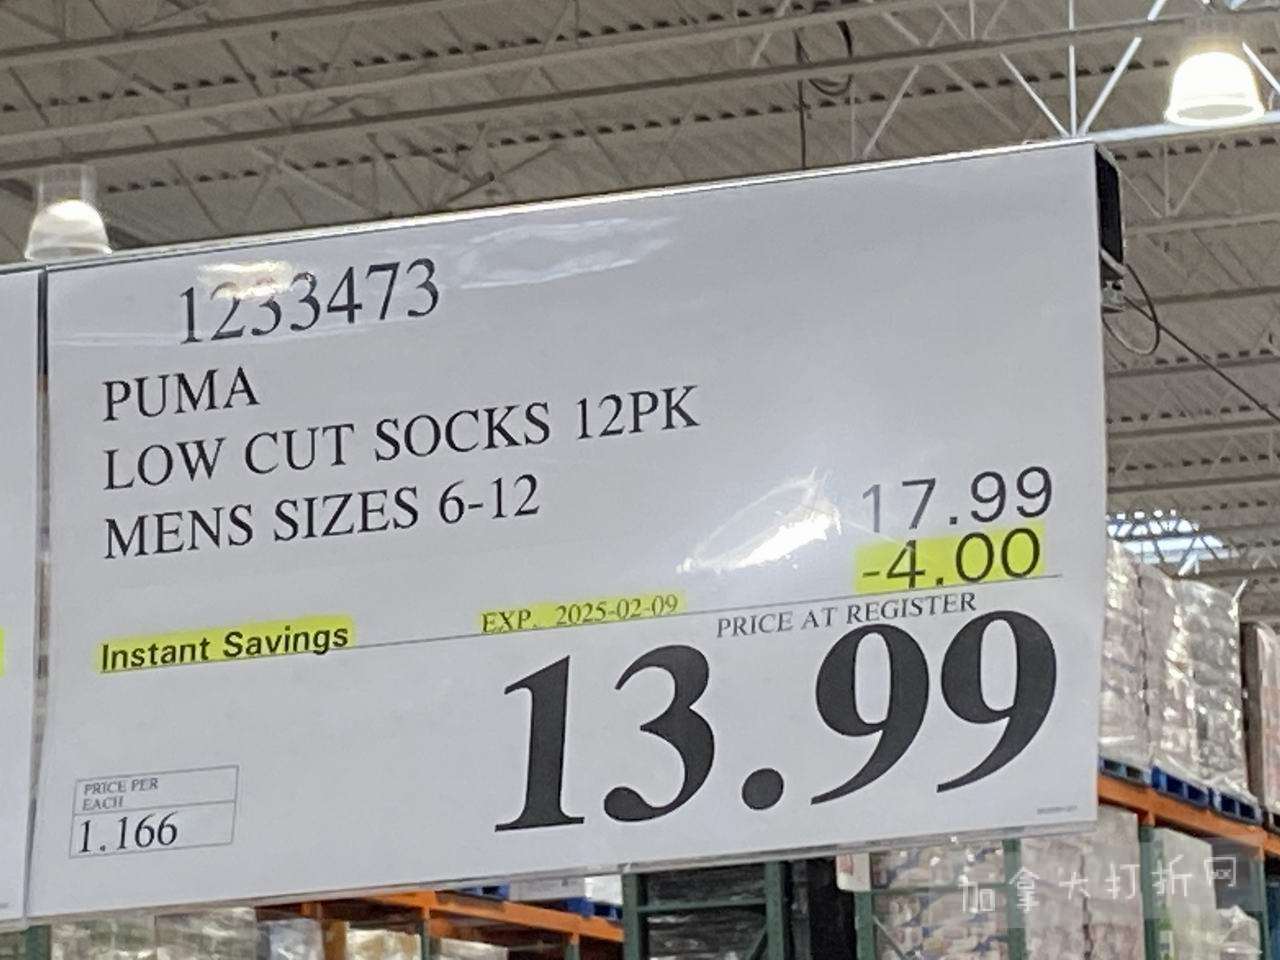 1233473
PUMA
LOW CUT SOCKS 12PK
MENS SIZES 6-12
17.99
-4.00
Instant Savings
EXP. 2025-02-09
PRICE AT REGISTER
13.99
PRICE PER
EACH
1.166
加拿大打折网